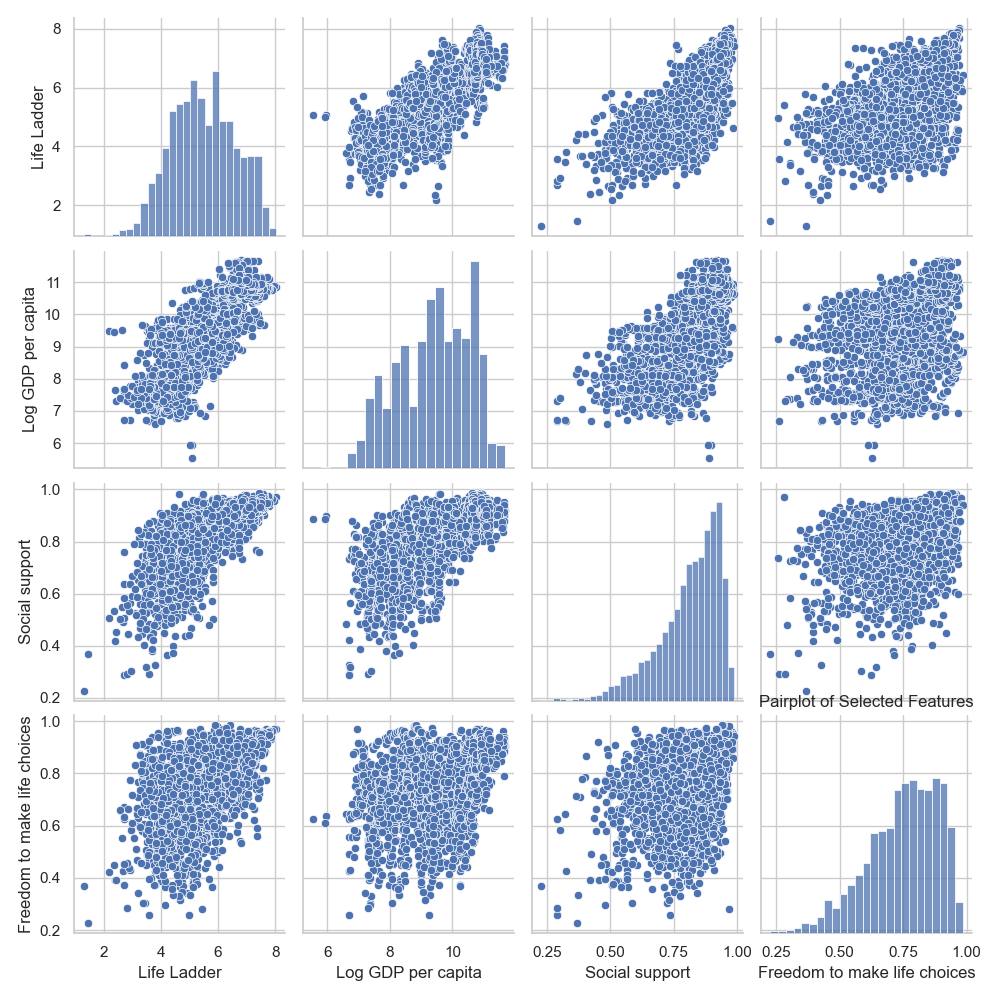 8
6
4
2
Life Ladder
11
10
9
8
7
6
Log GDP per capita
1.0
0.8
0.6
0.4
0.2
Social support
Pairplot of Selected Features
1.0
0.8
0.6
0.4
0.2
Freedom to make life choices
2 4 6 8
6 8 10
0.25 0.50 0.75 1.00
0.25 0.50 0.75 1.00
Life Ladder
Log GDP per capita
Social support
Freedom to make life choices